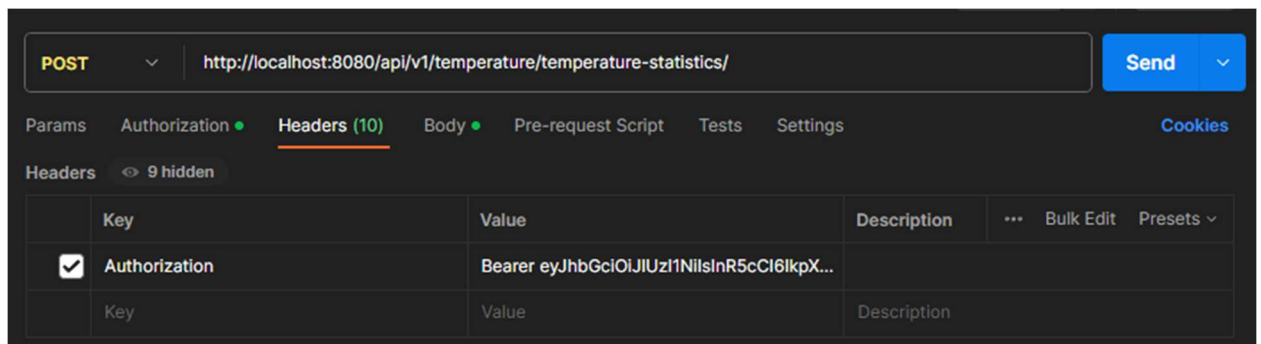 POST http://localhost:8080/api/v1/temperature/temperature-statistics/ Send
Params Authorization Headers (10) Body Pre-request Script Tests Settings Cookies
Headers 9 hidden
Key Value Description ••• Bulk Edit Presets
Authorization Bearer eyJhbGciOiJIUzI1NiIsInR5cCI6IkpX...
Key Value Description